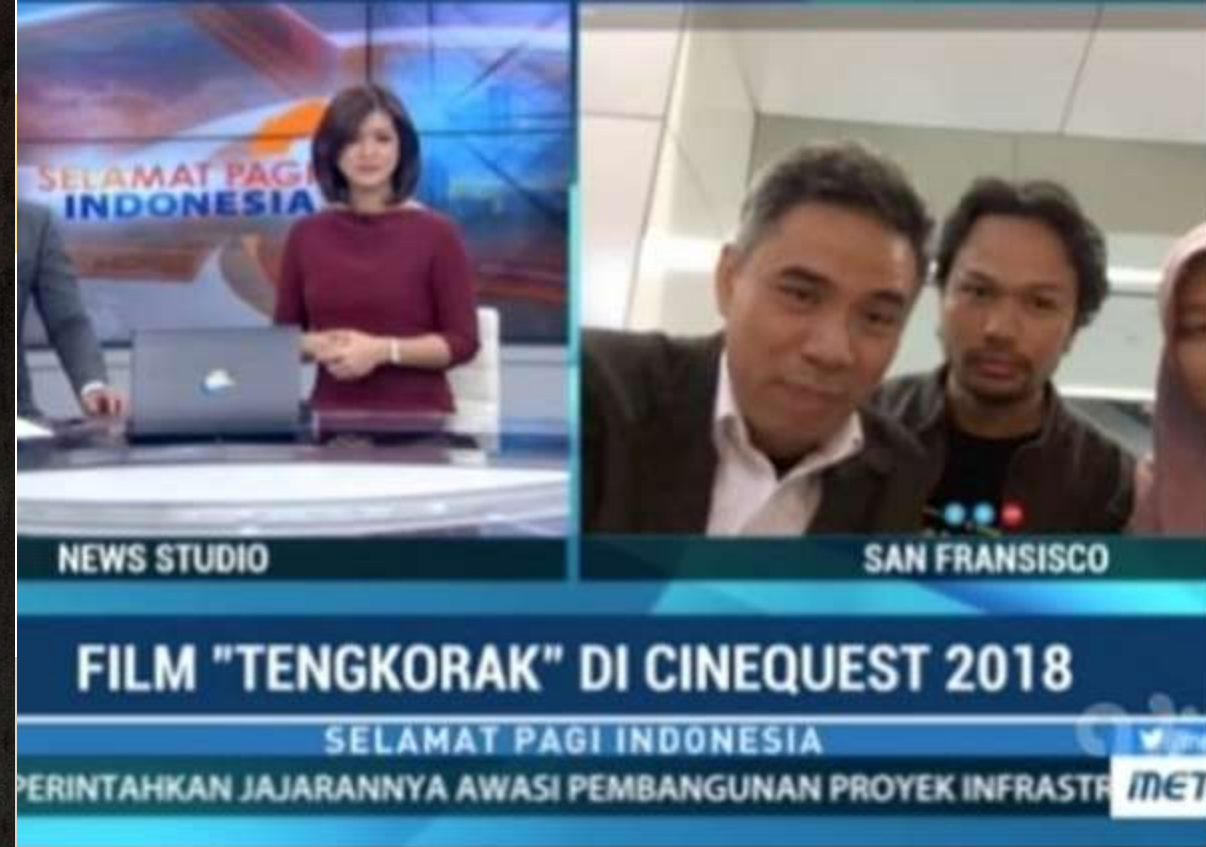 SELAMAT PAGI
INDONESIA
NEWS STUDIO
SAN FRANSISCO
FILM "TENGKORAK" DI CINEQUEST 2018
SELAMAT PAGI INDONESIA
PERINTAHKAN JAJARANNYA AWASI PEMBANGUNAN PROYEK INFRASTR
MET